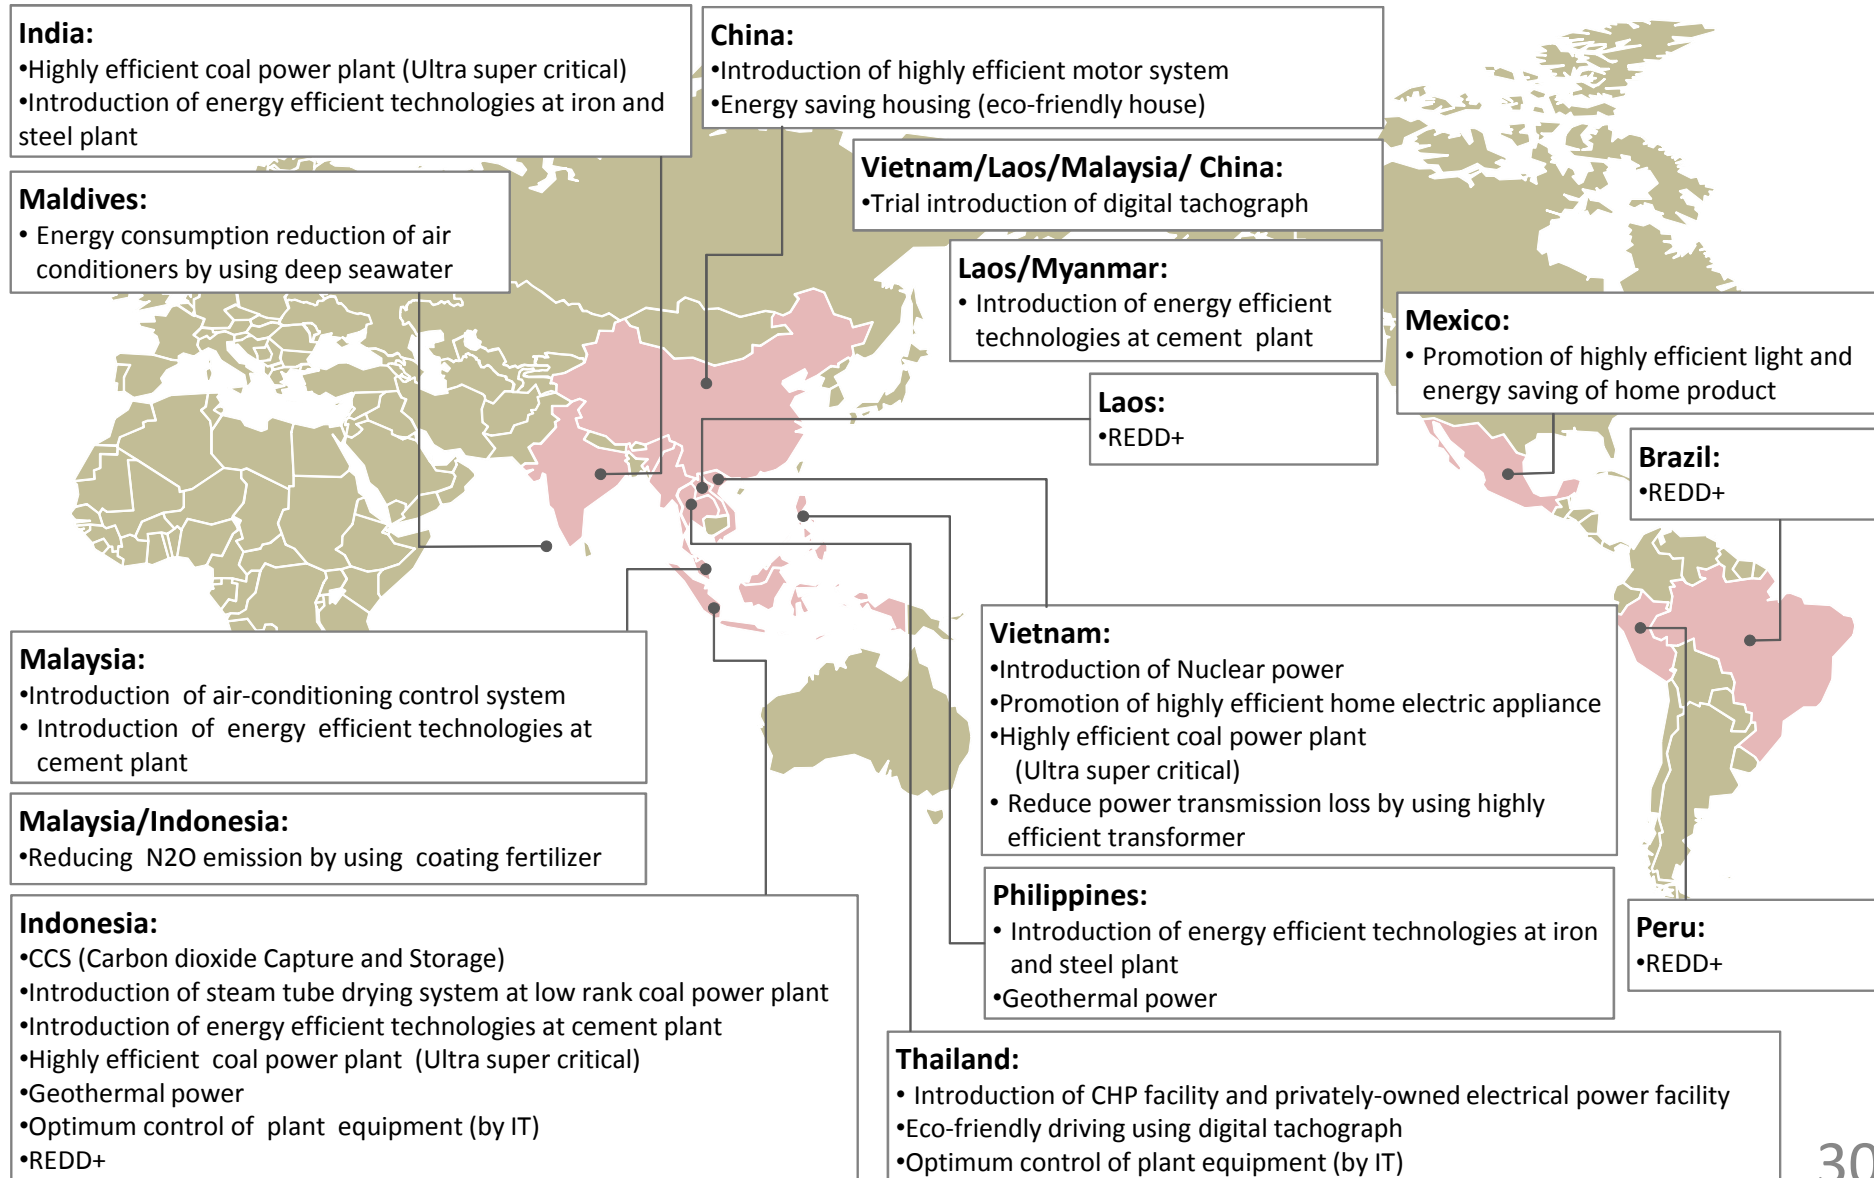 India:
•Highly efficient coal power plant (Ultra super critical)
•Introduction of energy efficient technologies at iron and
steel plant
China:
•Introduction of highly efficient motor system
•Energy saving housing (eco-friendly house)
Vietnam/Laos/Malaysia/ China:
•Trial introduction of digital tachograph
Maldives:
• Energy consumption reduction of air
conditioners by using deep seawater
Laos/Myanmar:
• Introduction of energy efficient
technologies at cement plant
Mexico:
• Promotion of highly efficient light and
energy saving of home product
Laos:
•REDD+
Brazil:
•REDD+
Malaysia:
•Introduction of air-conditioning control system
• Introduction of energy efficient technologies at
cement plant
Vietnam:
•Introduction of Nuclear power
•Promotion of highly efficient home electric appliance
•Highly efficient coal power plant
(Ultra super critical)
• Reduce power transmission loss by using highly
efficient transformer
Malaysia/Indonesia:
•Reducing N2O emission by using coating fertilizer
Philippines:
• Introduction of energy efficient technologies at iron
and steel plant
•Geothermal power
Peru:
•REDD+
Indonesia:
•CCS (Carbon dioxide Capture and Storage)
•Introduction of steam tube drying system at low rank coal power plant
•Introduction of energy efficient technologies at cement plant
•Highly efficient coal power plant (Ultra super critical)
•Geothermal power
•Optimum control of plant equipment (by IT)
•REDD+
Thailand:
• Introduction of CHP facility and privately-owned electrical power facility
•Eco-friendly driving using digital tachograph
•Optimum control of plant equipment (by IT)
30